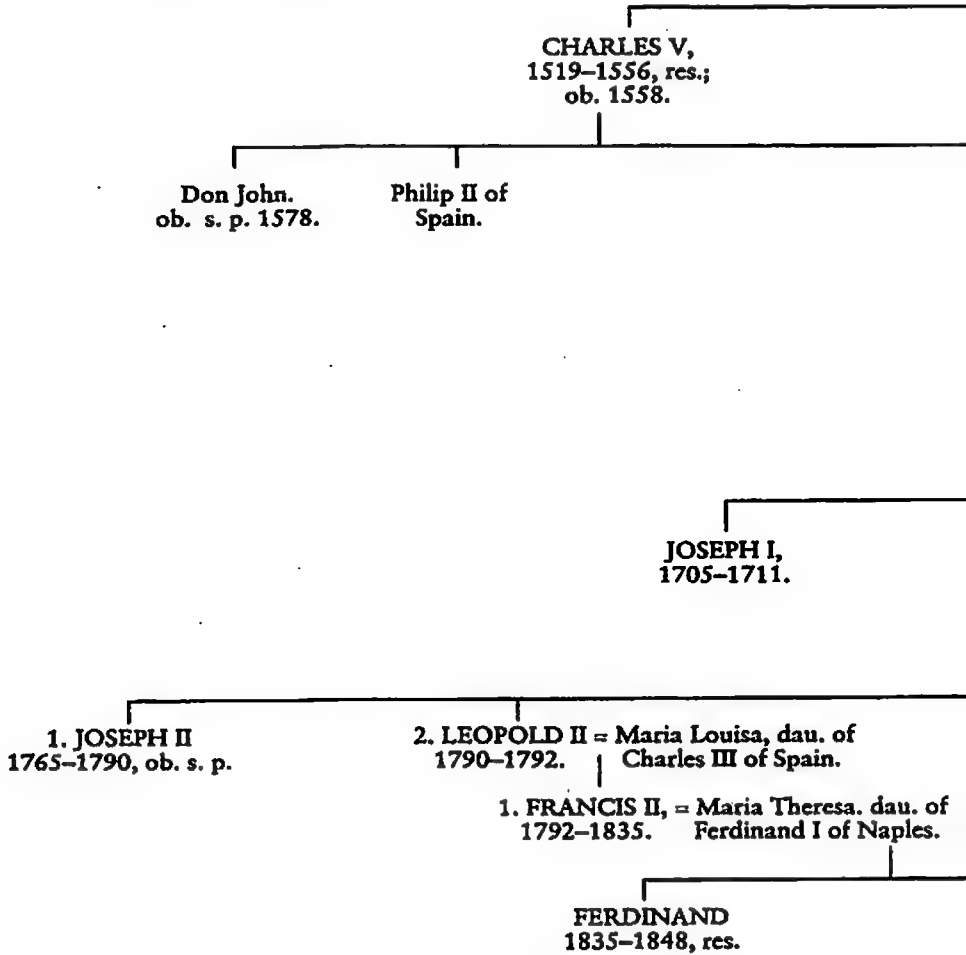 CHARLES V,
1519–1556, res.;
ob. 1558.
Don John.
ob. s. p. 1578.
Philip II of
Spain.
JOSEPH I,
1705–1711.
1. JOSEPH II
1765–1790, ob. s. p.
2. LEOPOLD II = Maria Louisa, dau. of
1790–1792. Charles III of Spain.
1. FRANCIS II, = Maria Theresa. dau. of
1792–1835. Ferdinand I of Naples.
FERDINAND
1835–1848, res.